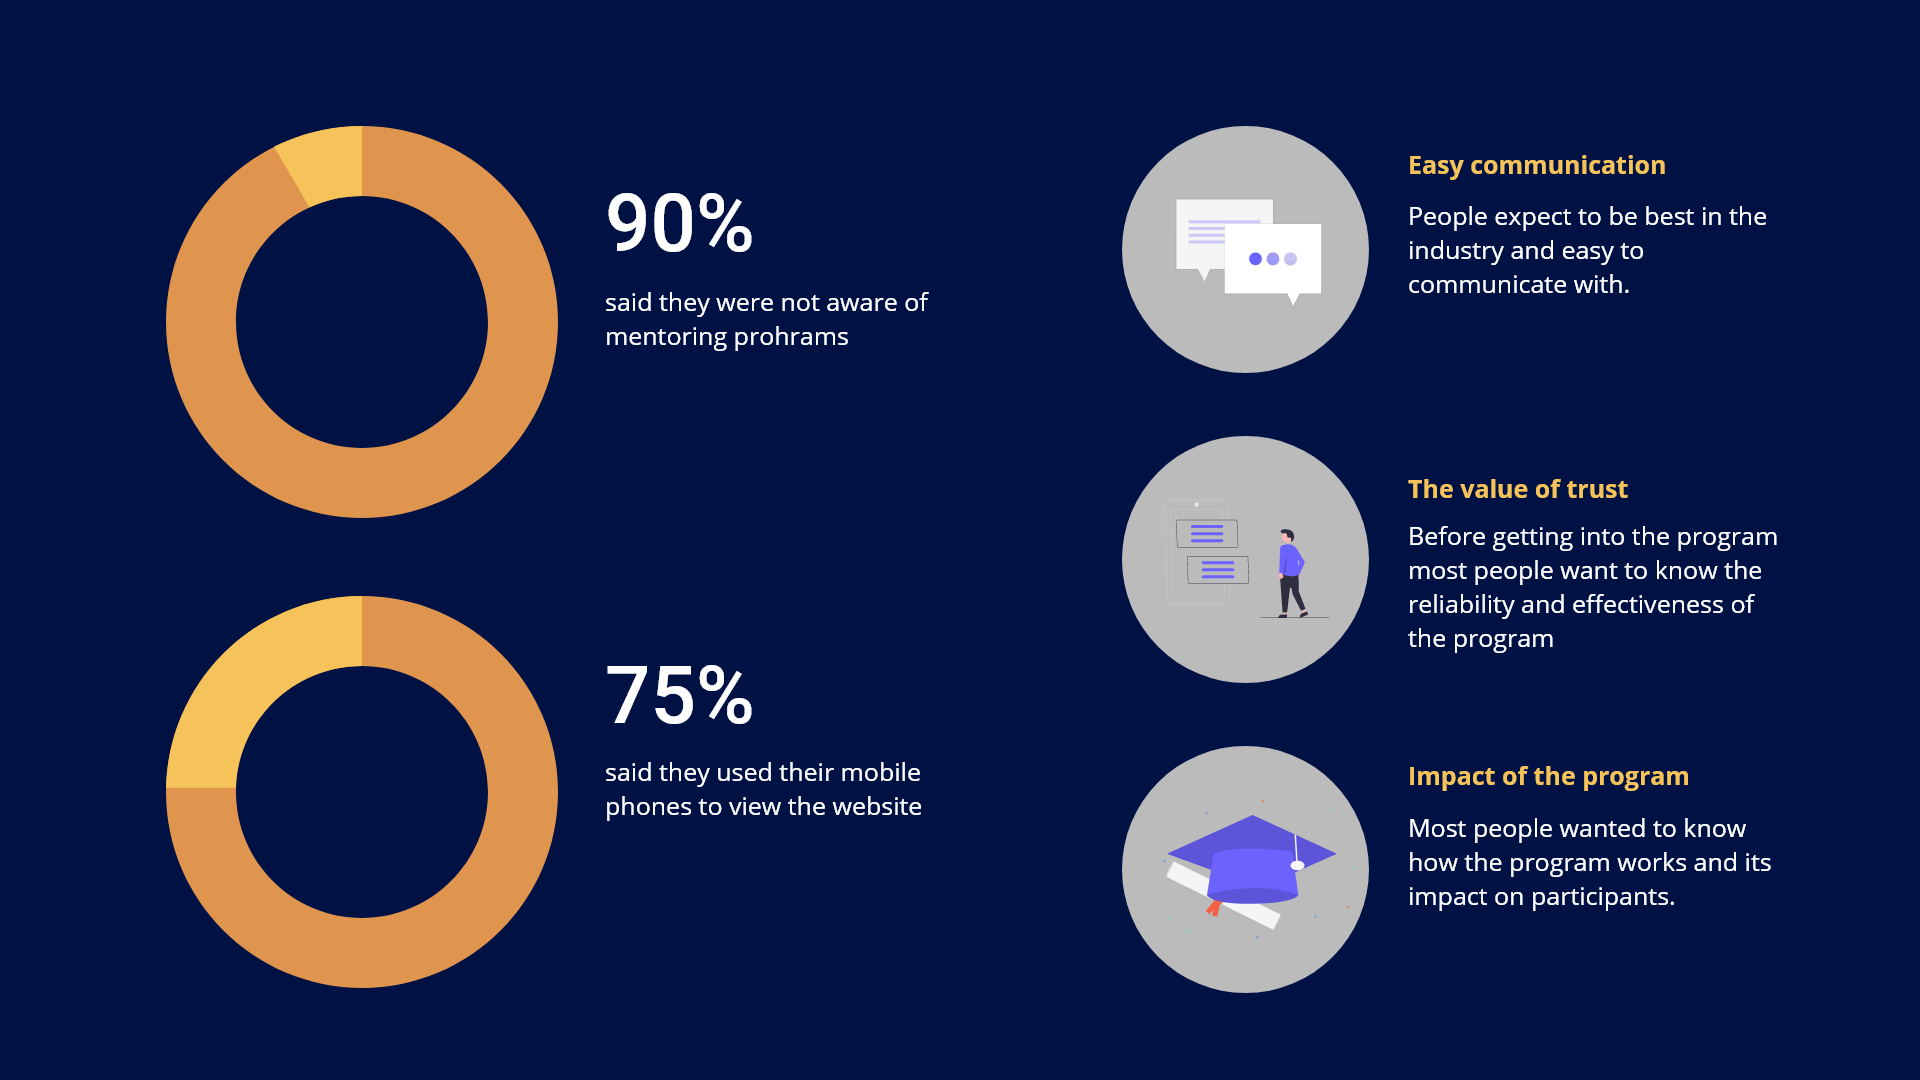 90%
said they were not aware of
mentoring prohrams
75%
said they used their mobile
phones to view the website
Easy communication
People expect to be best in the
industry and easy to
communicate with.
The value of trust
Before getting into the program
most people want to know the
reliability and effectiveness of
the program
Impact of the program
Most people wanted to know
how the program works and its
impact on participants.